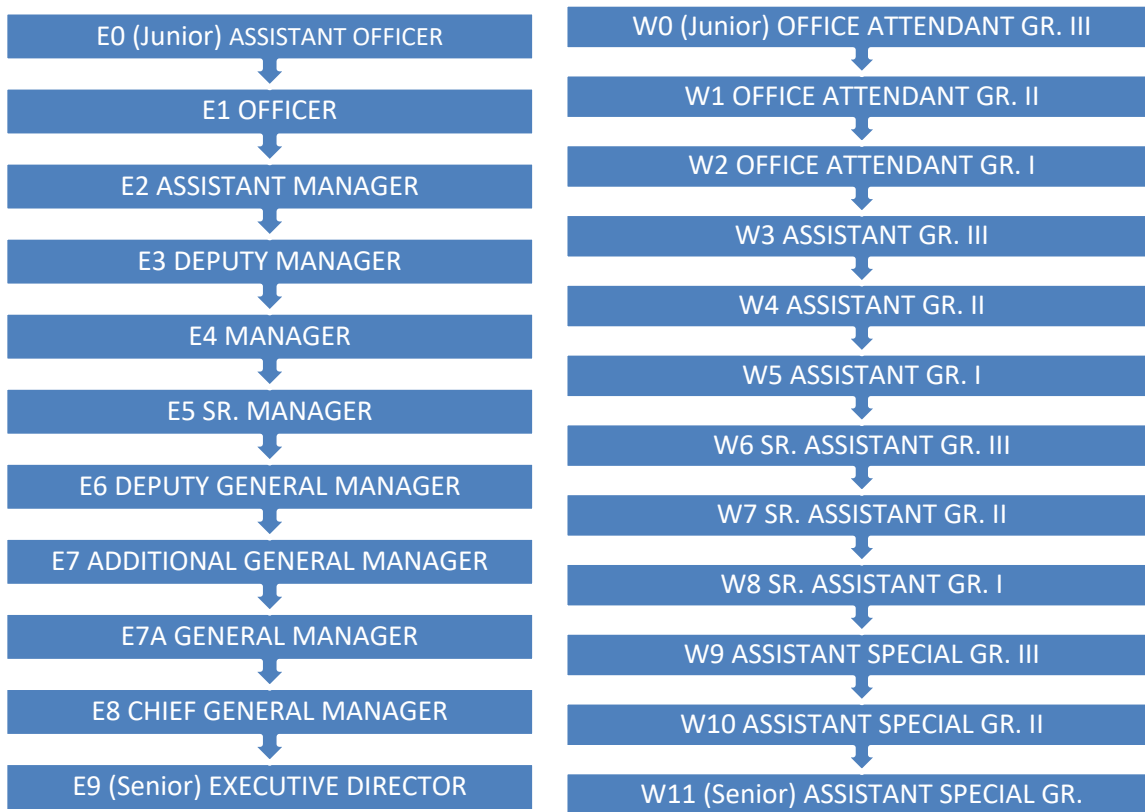 E0 (Junior) ASSISTANT OFFICER
E1 OFFICER
E2 ASSISTANT MANAGER
E3 DEPUTY MANAGER
E4 MANAGER
E5 SR. MANAGER
E6 DEPUTY GENERAL MANAGER
E7 ADDITIONAL GENERAL MANAGER
E7A GENERAL MANAGER
E8 CHIEF GENERAL MANAGER
E9 (Senior) EXECUTIVE DIRECTOR
W0 (Junior) OFFICE ATTENDANT GR. III
W1 OFFICE ATTENDANT GR. II
W2 OFFICE ATTENDANT GR. I
W3 ASSISTANT GR. III
W4 ASSISTANT GR. II
W5 ASSISTANT GR. I
W6 SR. ASSISTANT GR. III
W7 SR. ASSISTANT GR. II
W8 SR. ASSISTANT GR. I
W9 ASSISTANT SPECIAL GR. III
W10 ASSISTANT SPECIAL GR. II
W11 (Senior) ASSISTANT SPECIAL GR.